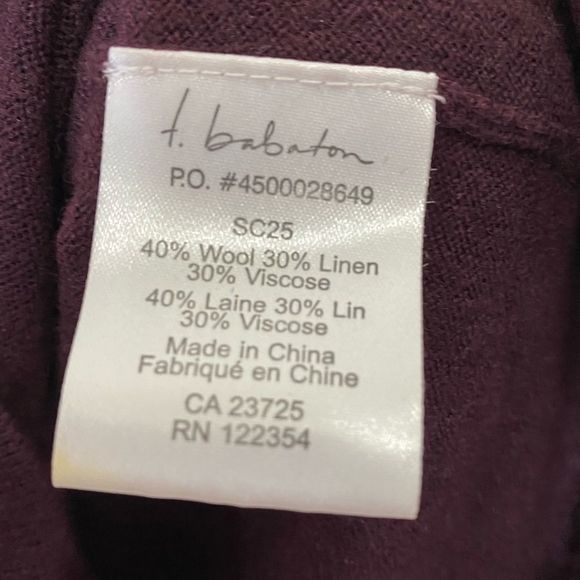 t. babaton
P.O. #4500028649
SC25
40% Wool 30% Linen
30% Viscose
40% Laine 30% Lin
30% Viscose
Made in China
Fabriqué en Chine
CA 23725
RN 122354